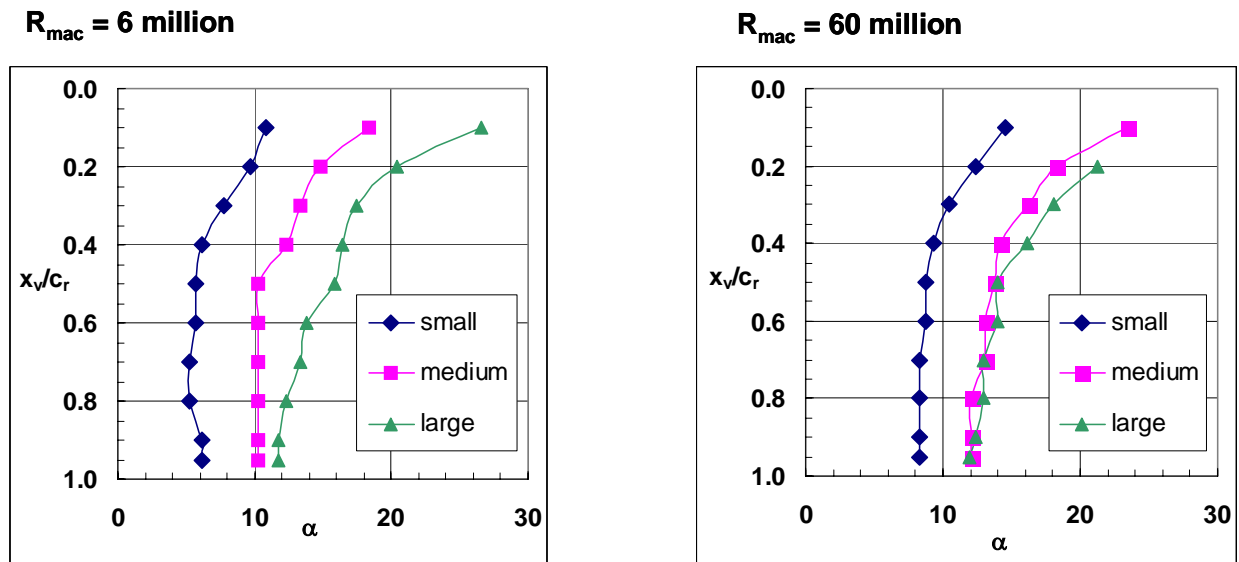 R_mac = 6 million
0.0
0.2
0.4
x_v/c_r
0.6
0.8
1.0
0 10 20 30
α
small
medium
large
R_mac = 60 million
0.0
0.2
0.4
x_v/c_r
0.6
0.8
1.0
0 10 20 30
α
small
medium
large